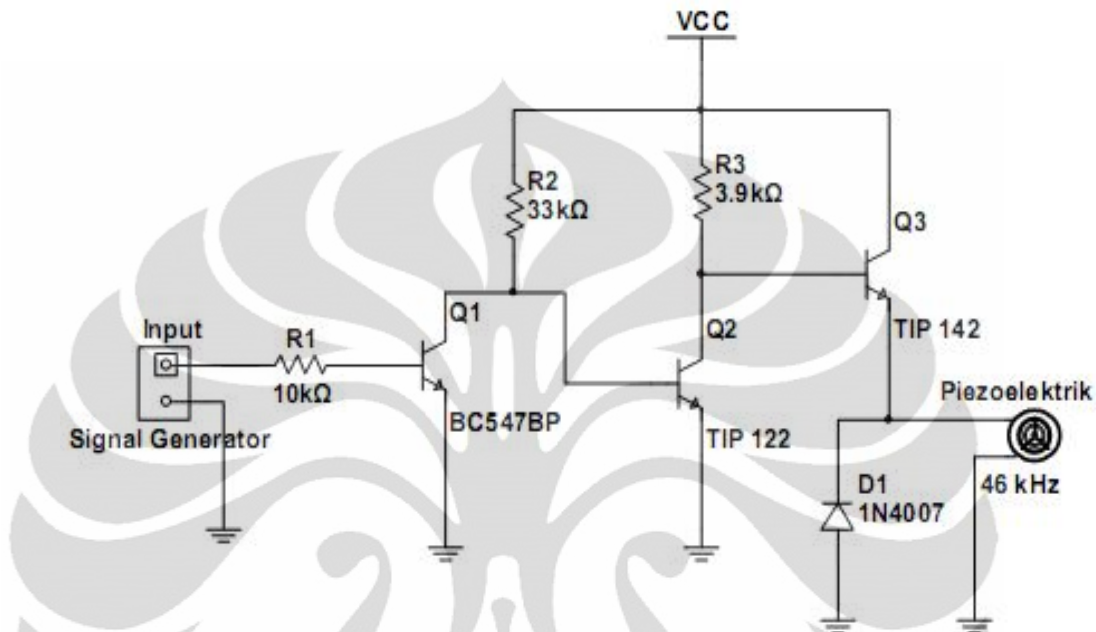 VCC
R2
33kΩ
R3
3.9kΩ
Q3
Input
R1
10kΩ
Q1
Q2
TIP 142
Signal Generator
BC547BP
TIP 122
Piezoelektrik
D1
1N4007
46 kHz